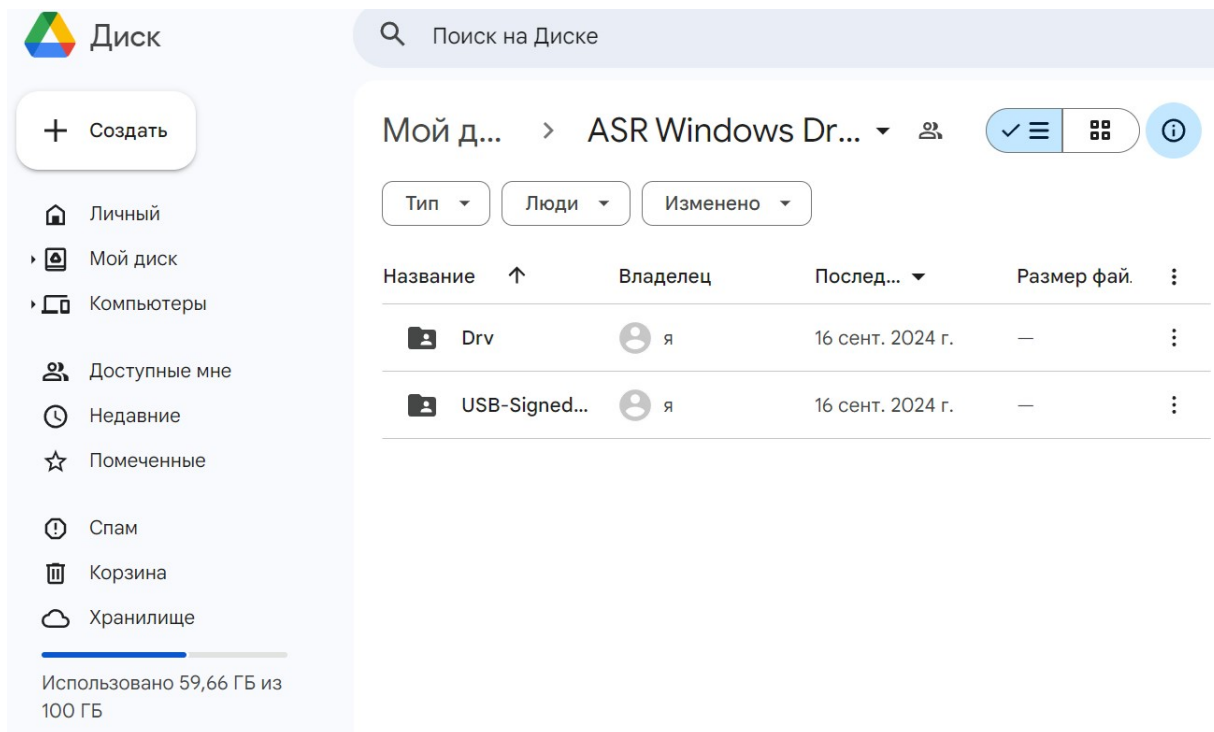 Диск
Поиск на Диске
Создать
Мой д... > ASR Windows Dr...
Тип Люди Изменено
Личный
Мой диск
Компьютеры
Доступные мне
Недавние
Помеченные
Спам
Корзина
Хранилище
Использовано 59,66 ГБ из
100 ГБ
Название Владелец Послед... Размер фай.
Drv я 16 сент. 2024 г. —
USB-Signed... я 16 сент. 2024 г. —